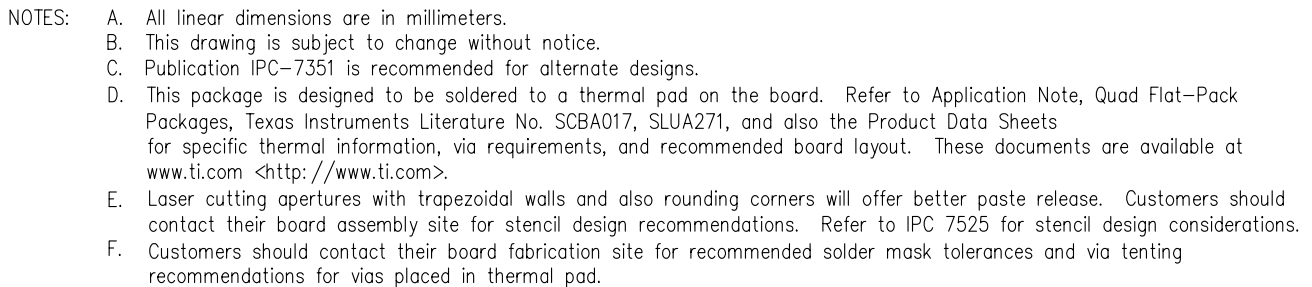 NOTES: A. All linear dimensions are in millimeters.
B. This drawing is subject to change without notice.
C. Publication IPC-7351 is recommended for alternate designs.
D. This package is designed to be soldered to a thermal pad on the board. Refer to Application Note, Quad Flat-Pack
Packages, Texas Instruments Literature No. SCBA017, SLUA271, and also the Product Data Sheets
for specific thermal information, via requirements, and recommended board layout. These documents are available at
www.ti.com <http://www.ti.com>.
E. Laser cutting apertures with trapezoidal walls and also rounding corners will offer better paste release. Customers should
contact their board assembly site for stencil design recommendations. Refer to IPC 7525 for stencil design considerations.
F. Customers should contact their board fabrication site for recommended solder mask tolerances and via tenting
recommendations for vias placed in thermal pad.